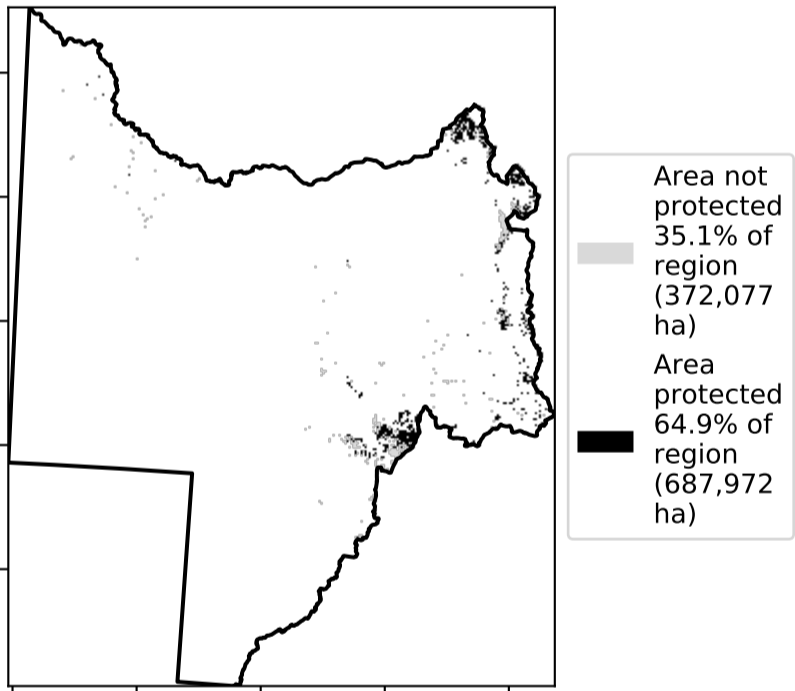 Area not
protected
35.1% of
region
(372,077
ha)
Area
protected
64.9% of
region
(687,972
ha)